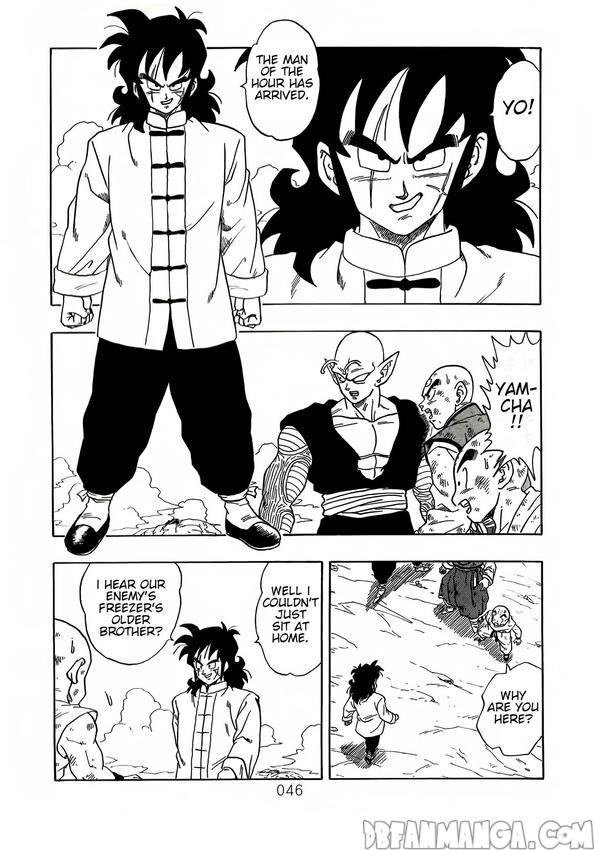 THE MAN
OF THE
HOUR HAS
ARRIVED.
YO!
YAM-
CHA
!!
I HEAR OUR
ENEMY'S
FREEZER'S
OLDER
BROTHER?
WELL I
COULDN'T
JUST
SIT AT
HOME.
WHY
ARE YOU
HERE?
046
DBFANMANGA.COM